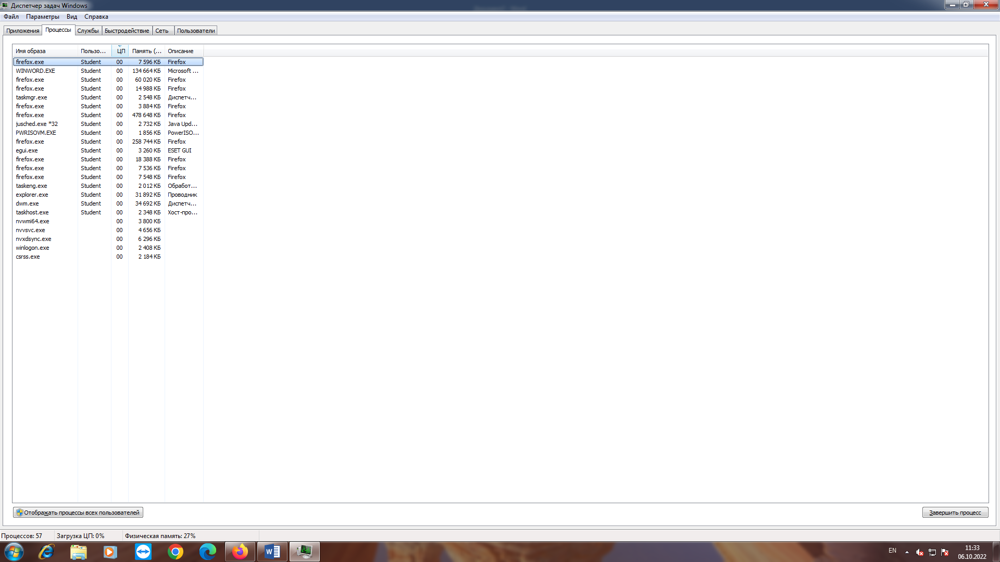 Диспетчер задач Windows
Файл Параметры Вид Справка
Приложения Процессы Службы Быстродействие Сеть Пользователи
Имя образа Пользо... ЦП Память (... Описание
firefox.exe Student 00 7 596 КБ Firefox
WINWORD.EXE Student 00 134 664 КБ Microsoft ...
firefox.exe Student 00 60 020 КБ Firefox
firefox.exe Student 00 14 988 КБ Firefox
taskmgr.exe Student 00 2 548 КБ Диспетч...
firefox.exe Student 00 3 884 КБ Firefox
firefox.exe Student 00 478 648 КБ Firefox
jusched.exe *32 Student 00 2 732 КБ Java Upd...
PWRISOVM.EXE Student 00 1 856 КБ PowerISO...
firefox.exe Student 00 258 744 КБ Firefox
egui.exe Student 00 3 260 КБ ESET GUI
firefox.exe Student 00 18 388 КБ Firefox
firefox.exe Student 00 7 536 КБ Firefox
firefox.exe Student 00 7 548 КБ Firefox
taskeng.exe Student 00 2 012 КБ Обработ...
explorer.exe Student 00 31 892 КБ Проводник
dwm.exe Student 00 34 692 КБ Диспетч...
taskhost.exe Student 00 2 348 КБ Хост-про...
nvwmi64.exe 00 3 800 КБ
nvvsvc.exe 00 4 656 КБ
nvxdsync.exe 00 6 296 КБ
winlogon.exe 00 2 408 КБ
csrss.exe 00 2 184 КБ
Отображать процессы всех пользователей Завершить процесс
Процессов: 57 Загрузка ЦП: 0% Физическая память: 27%
EN 11:33
06.10.2022